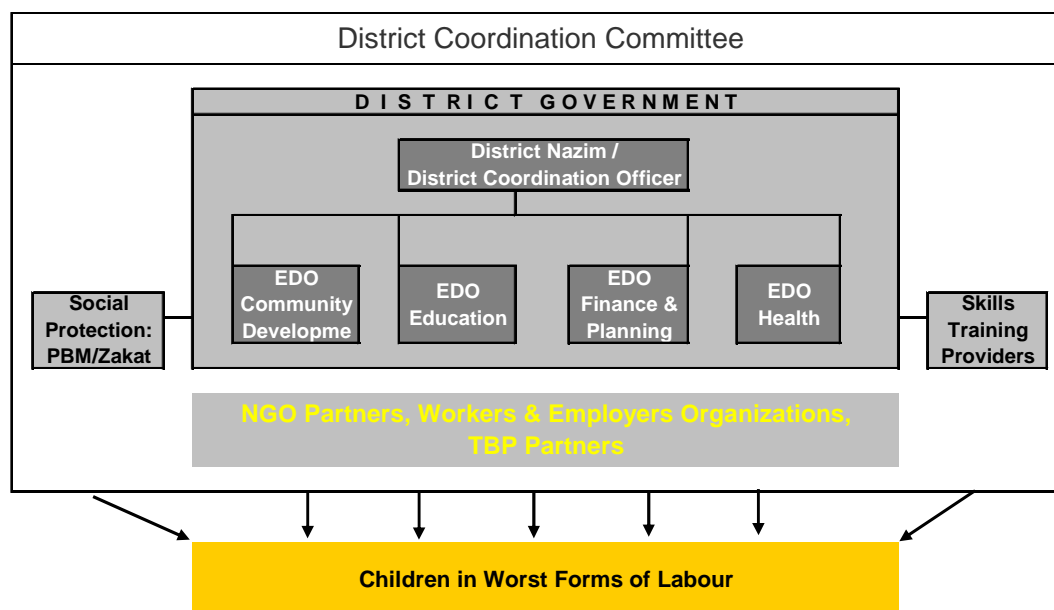 District Coordination Committee
DISTRICT GOVERNMENT
District Nazim /
District Coordination Officer
EDO
Community
Developme
EDO
Education
EDO
Finance &
Planning
EDO
Health
Social
Protection:
PBM/Zakat
Skills
Training
Providers
NGO Partners, Workers & Employers Organizations,
TBP Partners
Children in Worst Forms of Labour